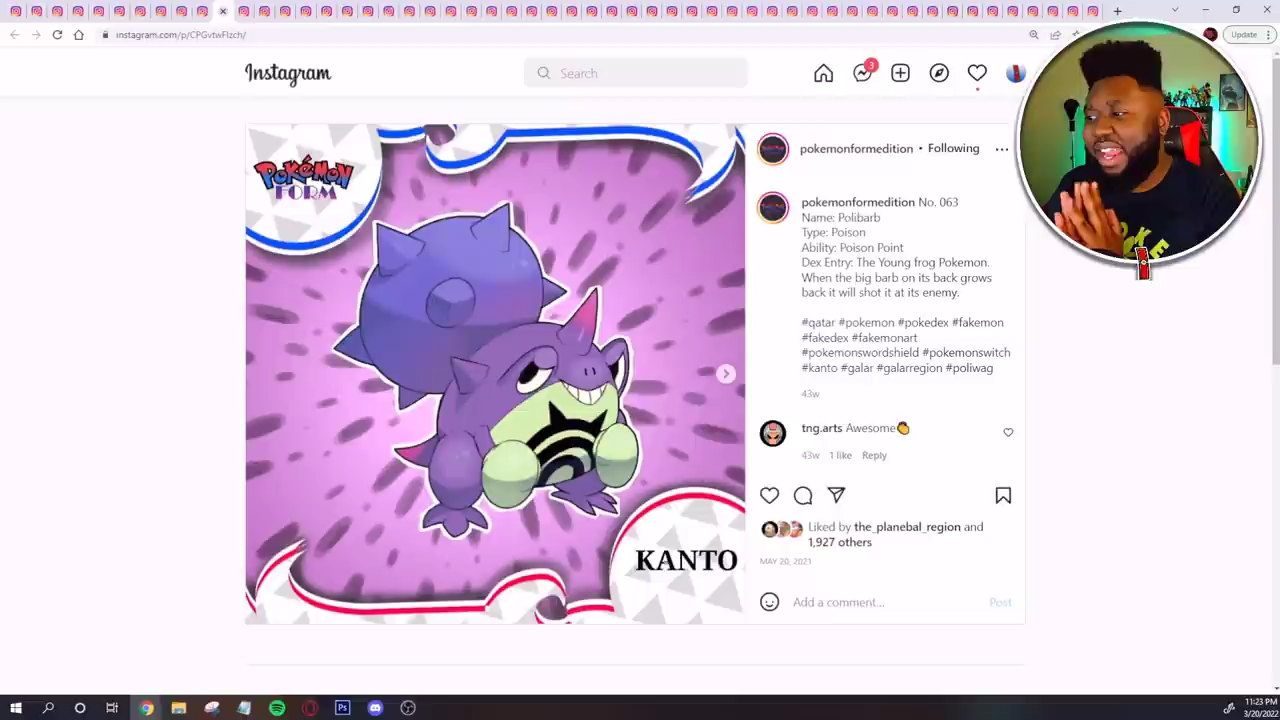 instagram.com/p/CPGvtwFIzch/
Update
Instagram
Search
3
POKéMON
FORM
KANTO
pokemonformedition • Following
pokemonformedition No. 063
Name: Polibarb
Type: Poison
Ability: Poison Point
Dex Entry: The Young frog Pokemon.
When the big barb on its back grows
back it will shot it at its enemy.
#qatar #pokemon #pokedex #fakemon
#fakedex #fakemonart
#pokemonswordshield #pokemonswitch
#kanto #galar #galarregion #poliwag
43w
tng.arts Awesome👏
43w 1 like Reply
Liked by the_planebal_region and
1,927 others
MAY 20, 2021
Add a comment...
Post
11:23 PM
3/20/2022